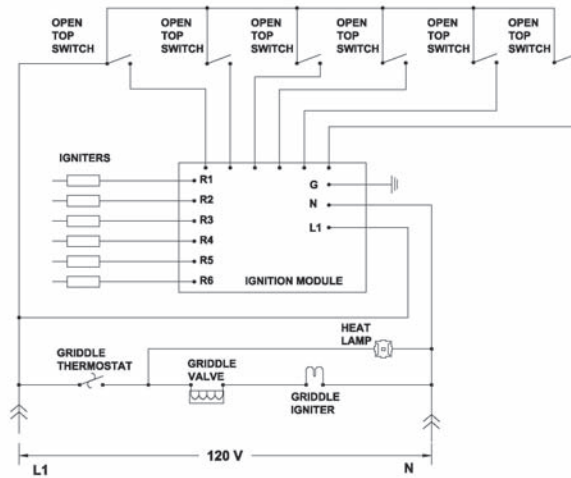 OPEN TOP SWITCH
OPEN TOP SWITCH
OPEN TOP SWITCH
OPEN TOP SWITCH
OPEN TOP SWITCH
OPEN TOP SWITCH
IGNITERS
R1
R2
R3
R4
R5
R6
G
N
L1
IGNITION MODULE
HEAT
LAMP
GRIDDLE
THERMOSTAT
GRIDDLE
VALVE
GRIDDLE
IGNITER
120 V
L1
N